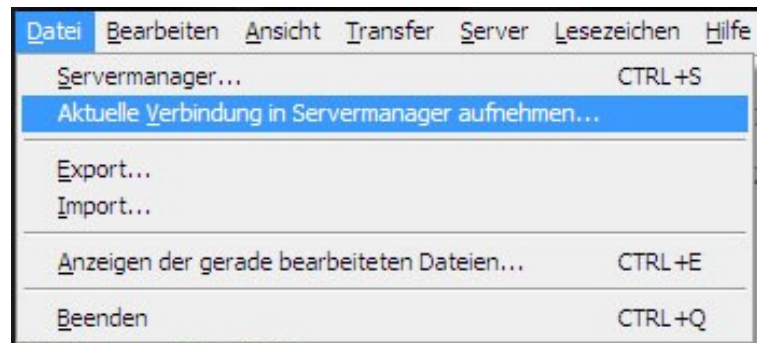 Datei Bearbeiten Ansicht Transfer Server Lesezeichen Hilfe
Servermanager... CTRL+S
Aktuelle Verbindung in Servermanager aufnehmen...
Export...
Import...
Anzeigen der gerade bearbeiteten Dateien... CTRL+E
Beenden CTRL+Q